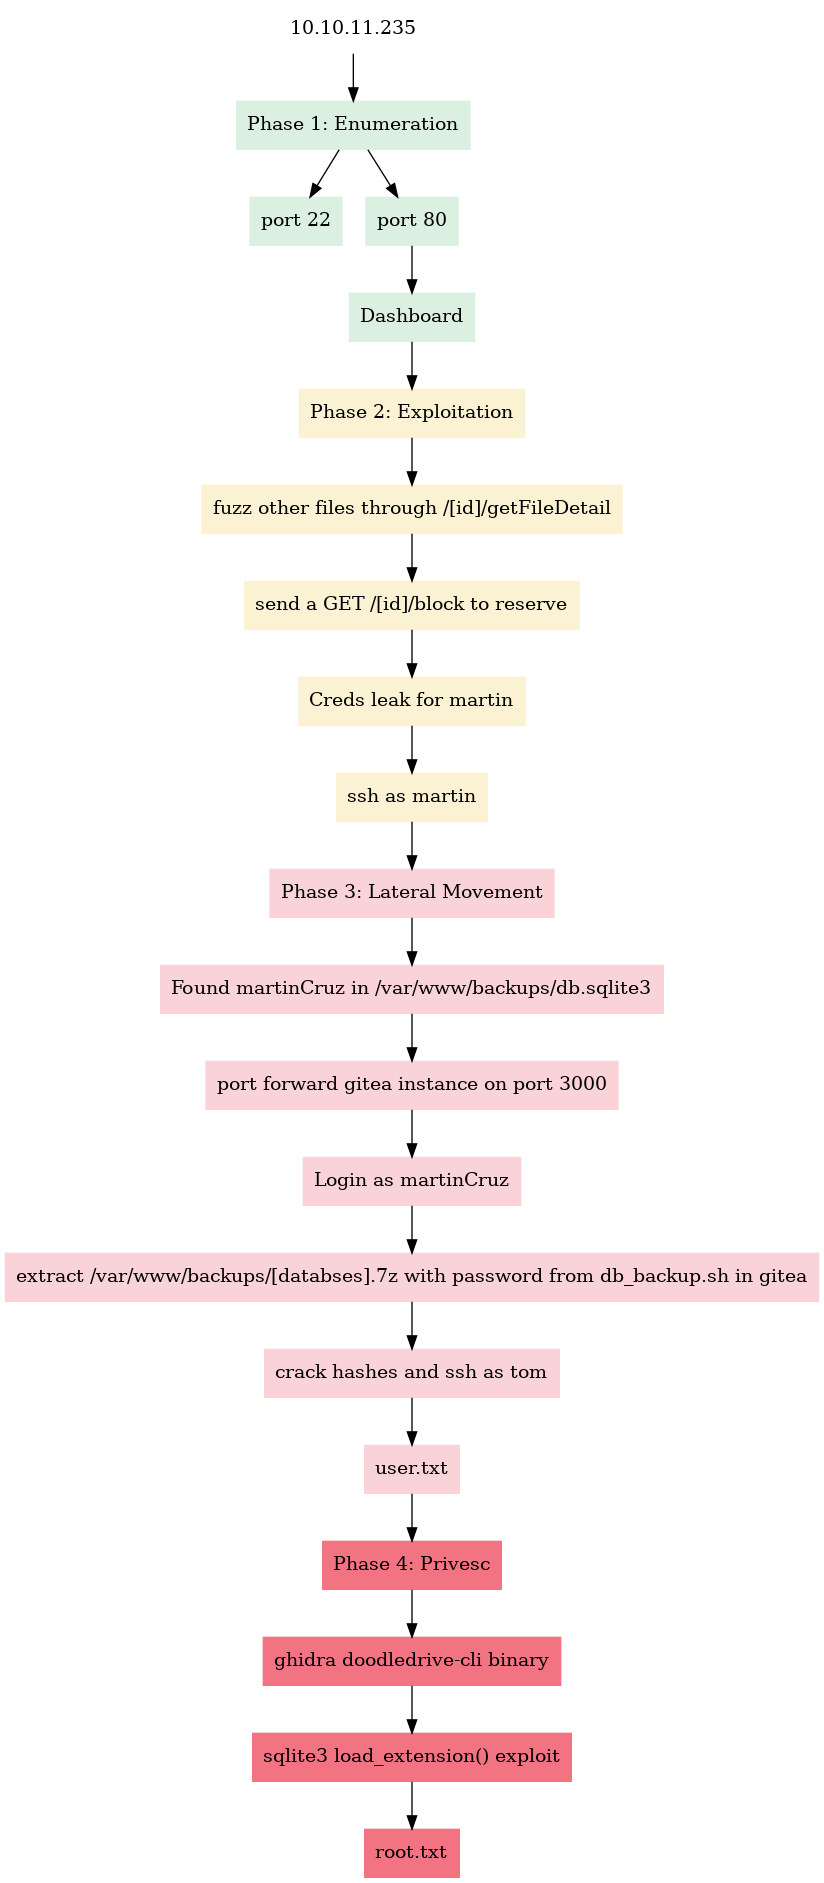 10.10.11.235
Phase 1: Enumeration
port 22
port 80
Dashboard
Phase 2: Exploitation
fuzz other files through /[id]/getFileDetail
send a GET /[id]/block to reserve
Creds leak for martin
ssh as martin
Phase 3: Lateral Movement
Found martinCruz in /var/www/backups/db.sqlite3
port forward gitea instance on port 3000
Login as martinCruz
extract /var/www/backups/[databses].7z with password from db_backup.sh in gitea
crack hashes and ssh as tom
user.txt
Phase 4: Privesc
ghidra doodledrive-cli binary
sqlite3 load_extension() exploit
root.txt